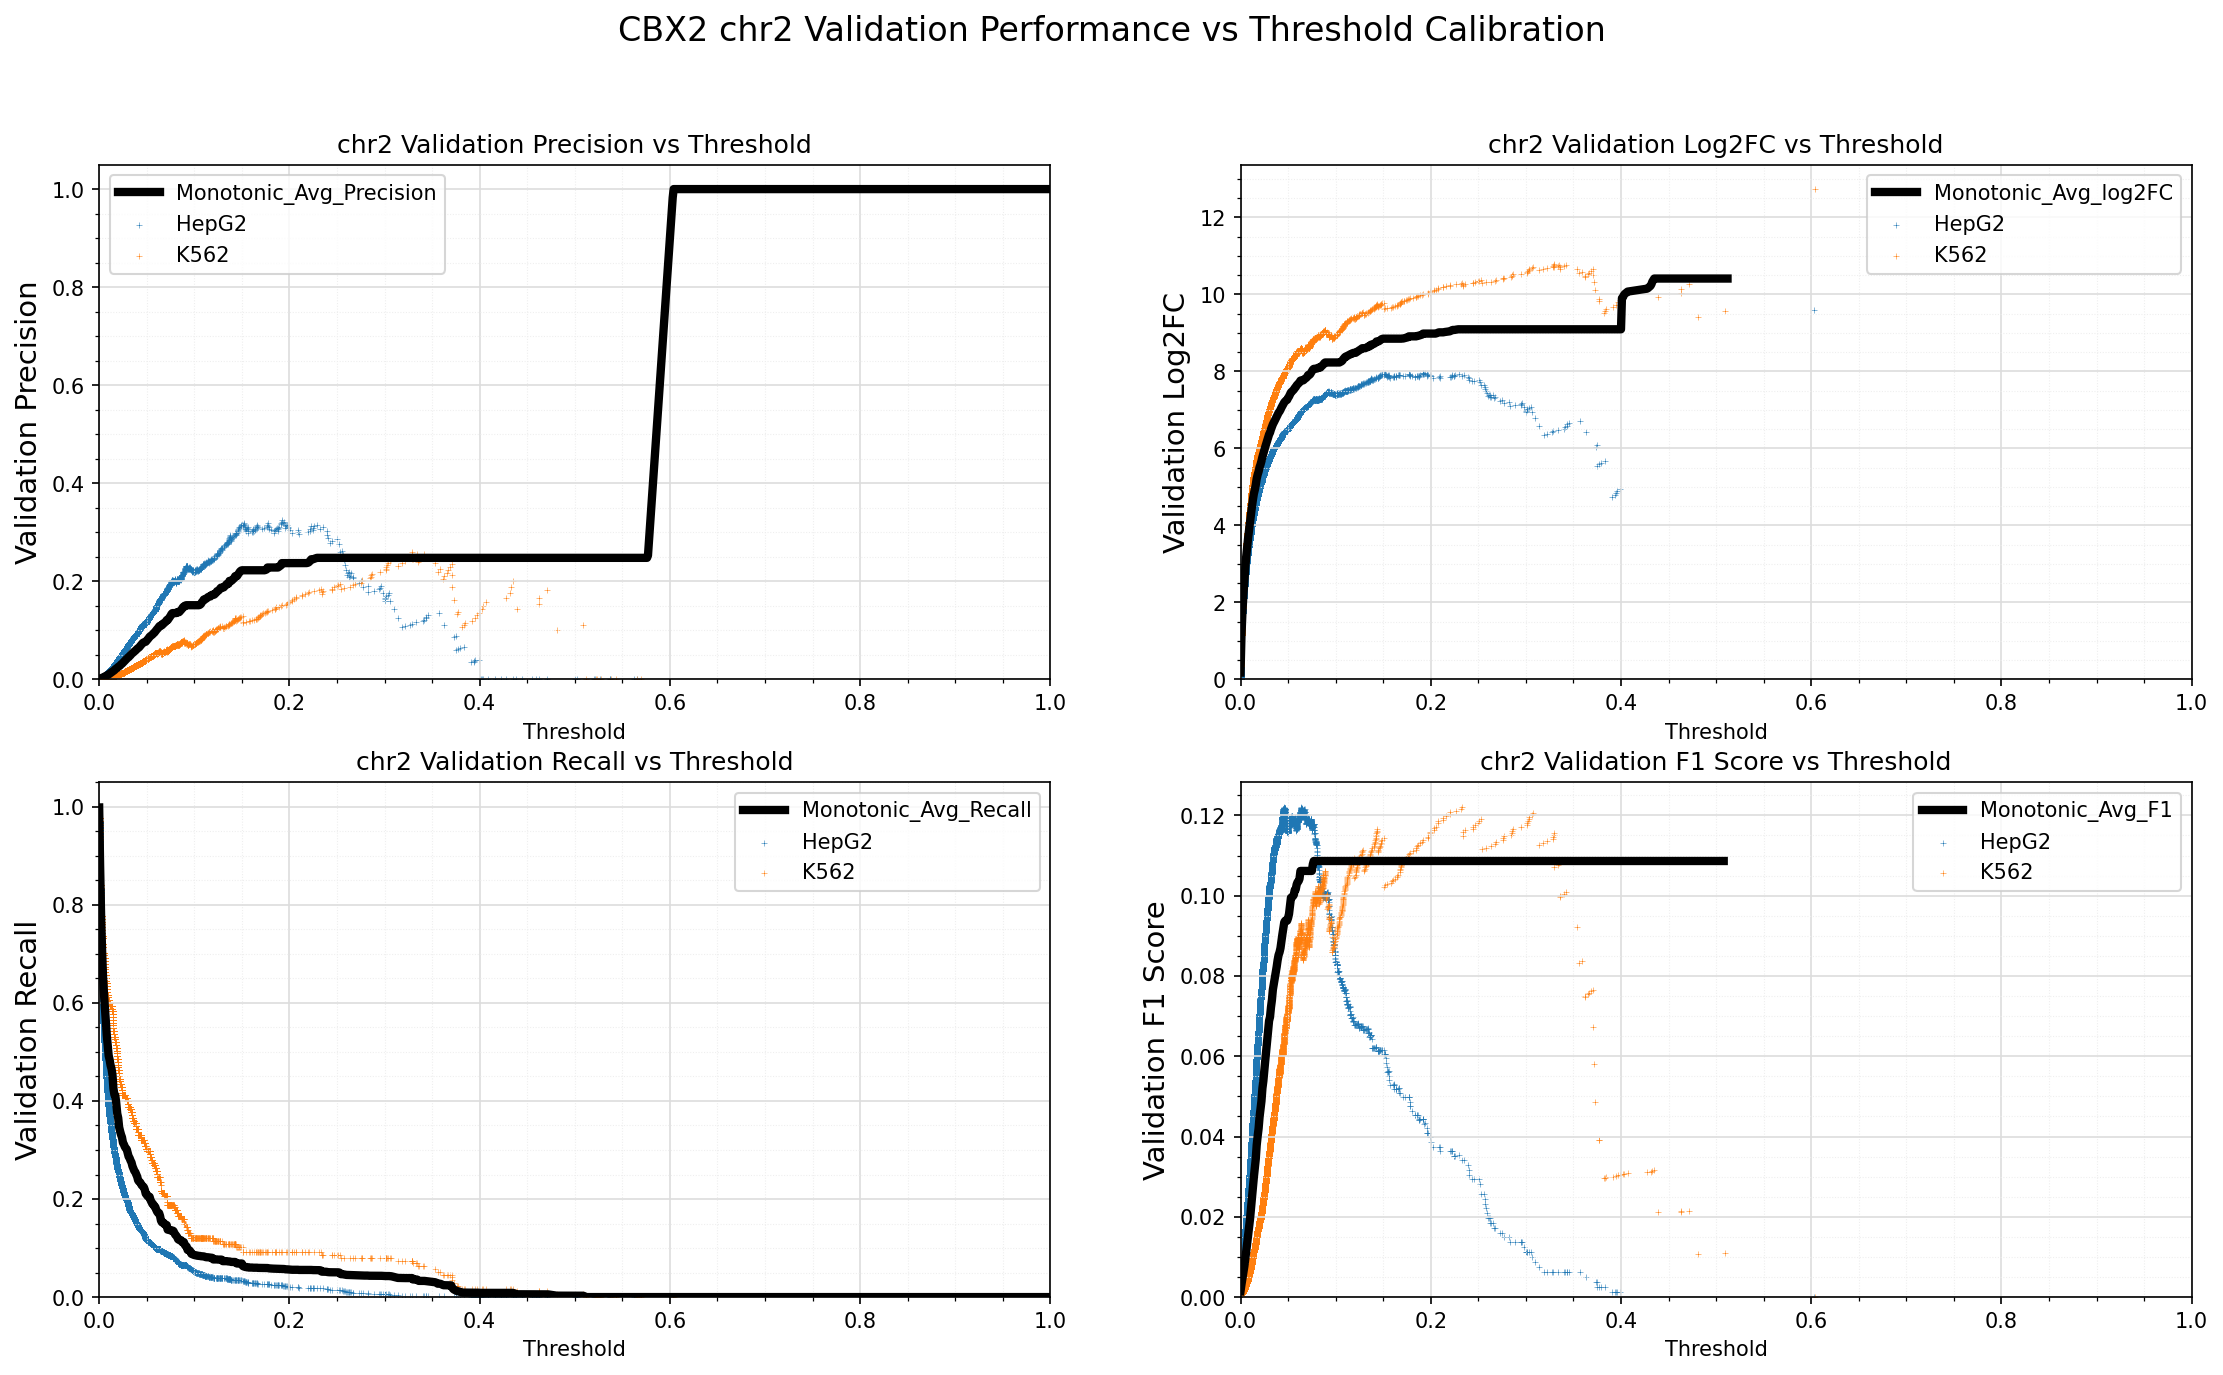 CBX2 chr2 Validation Performance vs Threshold Calibration
chr2 Validation Precision vs Threshold
Validation Precision
1.0
0.8
0.6
0.4
0.2
0.0
Monotonic_Avg_Precision
HepG2
K562
0.0 0.2 0.4 0.6 0.8 1.0
Threshold
chr2 Validation Log2FC vs Threshold
Validation Log2FC
12
10
8
6
4
2
0
Monotonic_Avg_log2FC
HepG2
K562
0.0 0.2 0.4 0.6 0.8 1.0
Threshold
chr2 Validation Recall vs Threshold
Validation Recall
1.0
0.8
0.6
0.4
0.2
0.0
Monotonic_Avg_Recall
HepG2
K562
0.0 0.2 0.4 0.6 0.8 1.0
Threshold
chr2 Validation F1 Score vs Threshold
Validation F1 Score
0.12
0.10
0.08
0.06
0.04
0.02
0.00
Monotonic_Avg_F1
HepG2
K562
0.0 0.2 0.4 0.6 0.8 1.0
Threshold